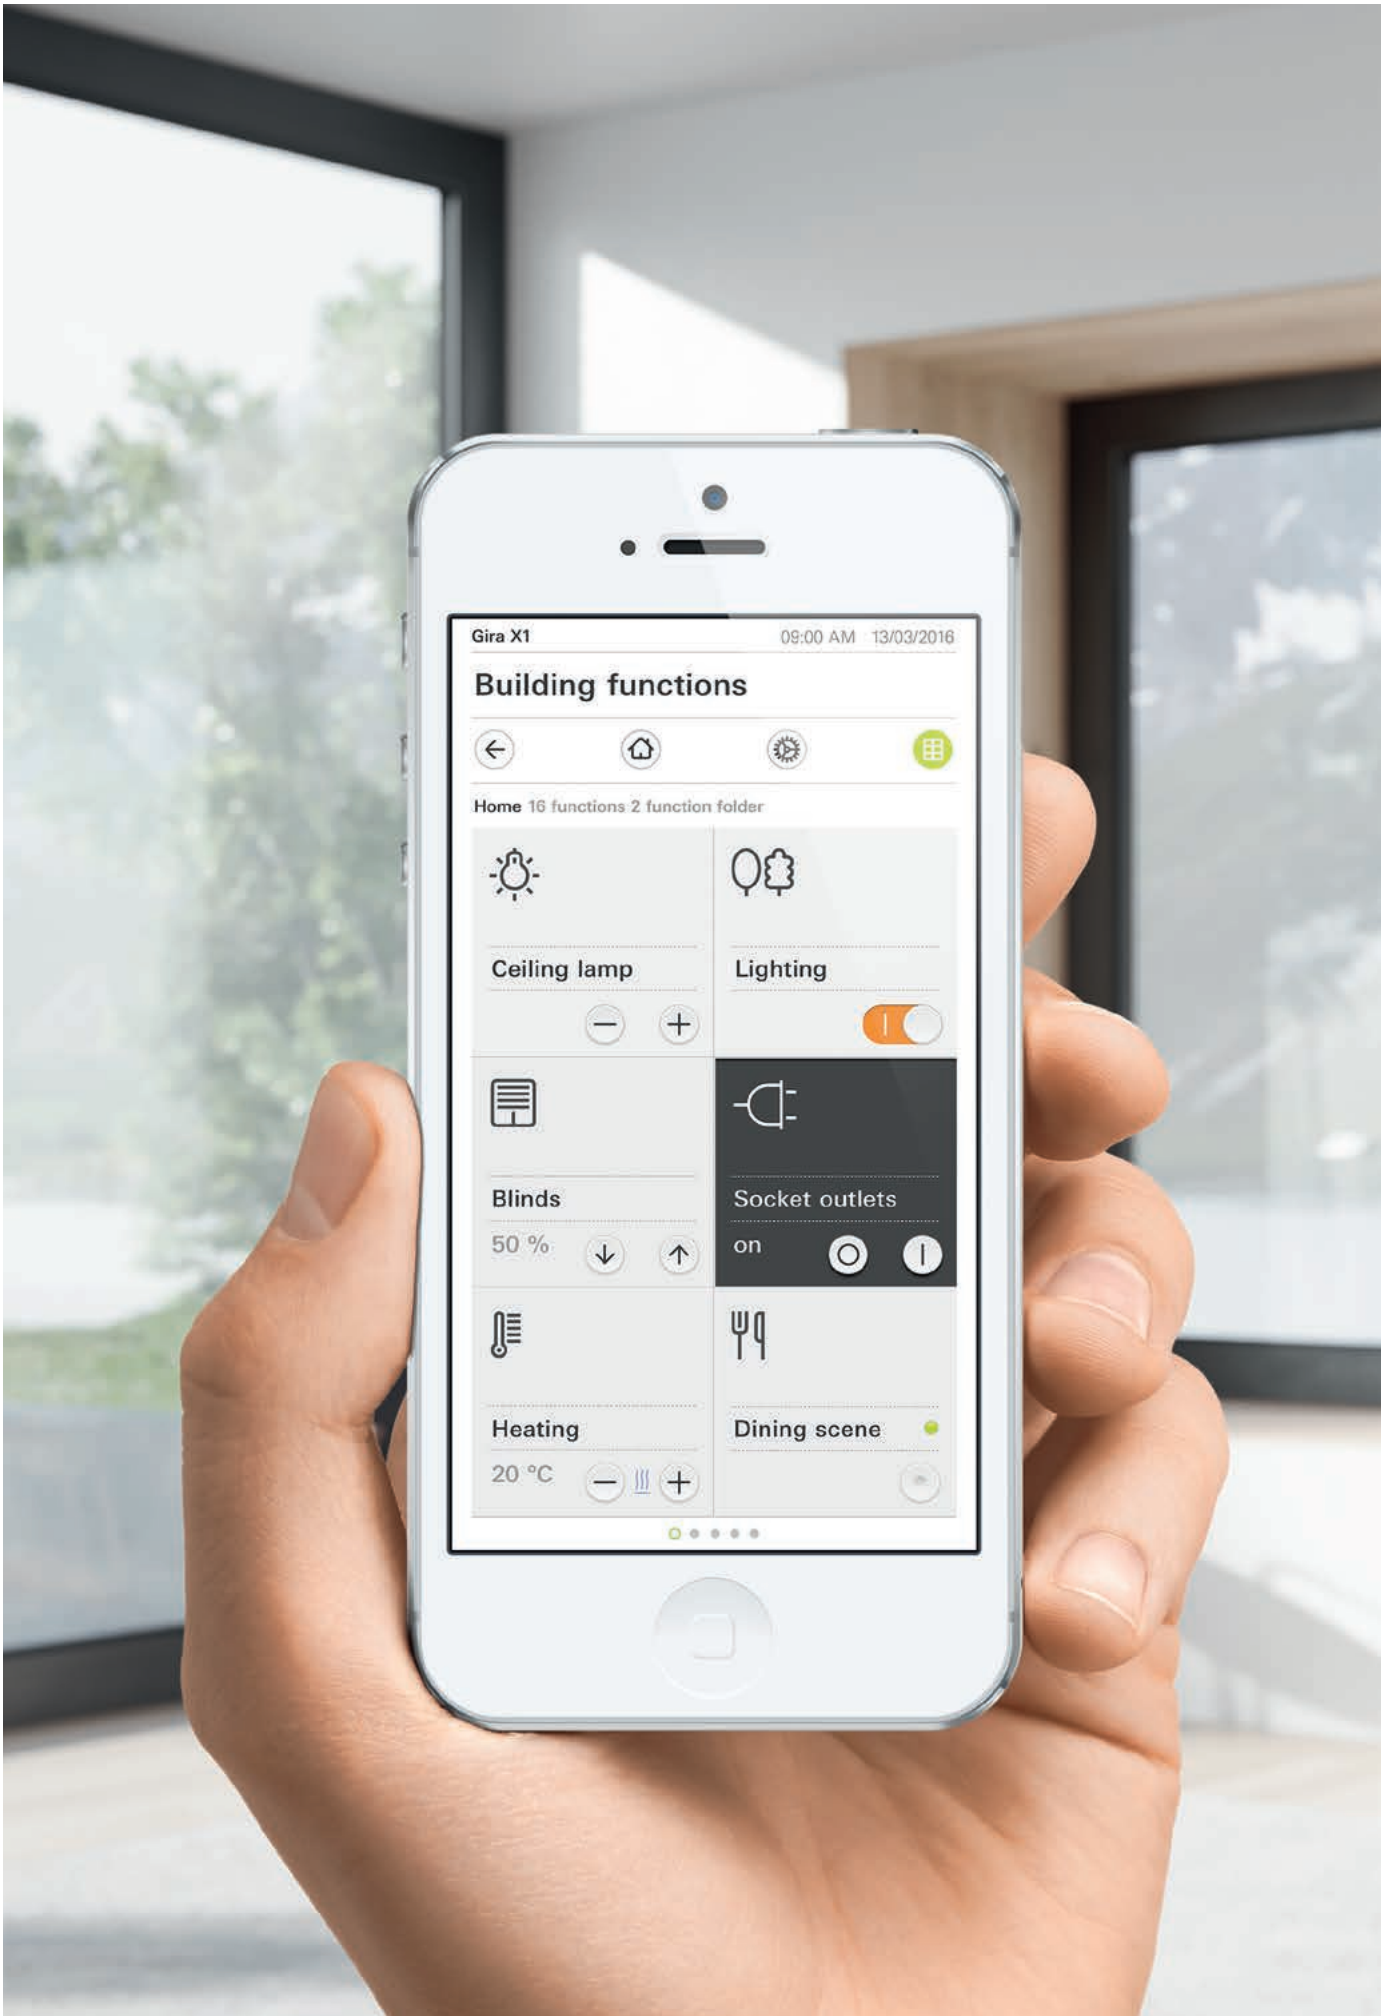 Gira X1 09:00 AM 13/03/2016
Building functions
Home 16 functions 2 function folder
Ceiling lamp
Lighting
Blinds
50 %
Socket outlets
on
Heating
20 °C
Dining scene